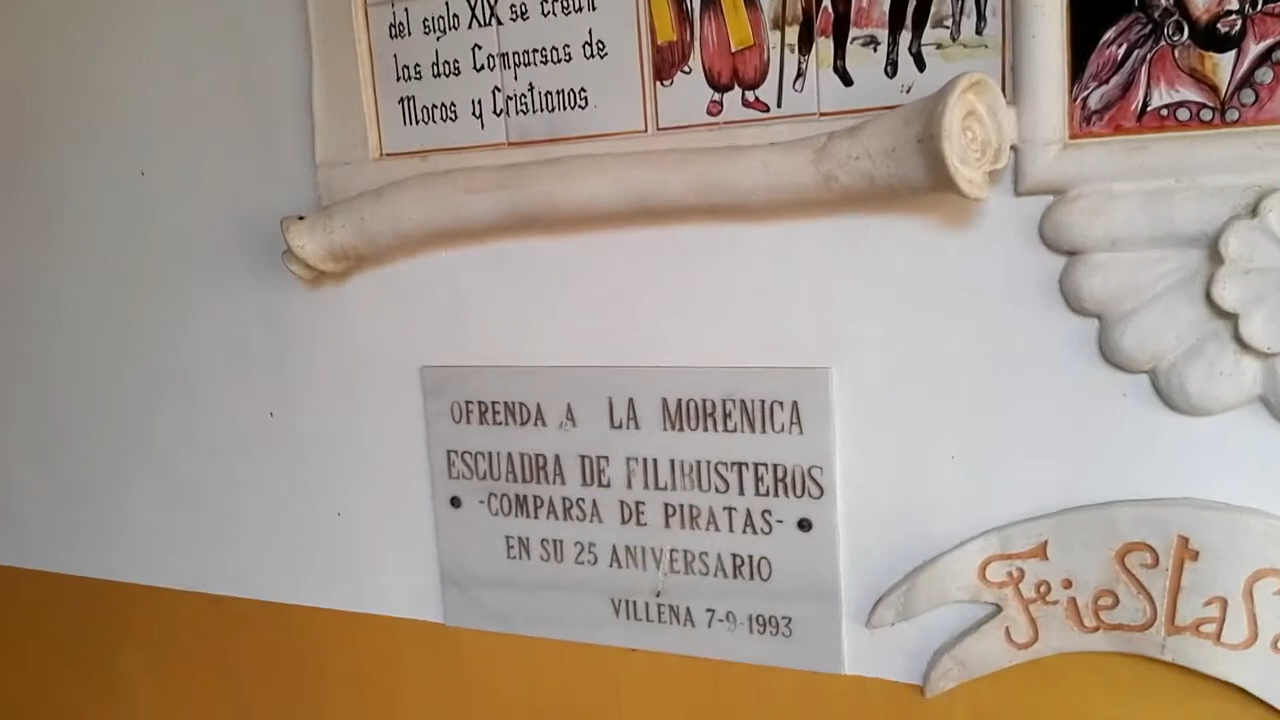 del siglo XIX se crean
las dos Comparsas de
Moros y Cristianos.
OFRENDA A LA MORENICA
ESCUADRA DE FILIBUSTEROS
-COMPARSA DE PIRATAS-
EN SU 25 ANIVERSARIO
VILLENA 7-9-1993
Fiestas